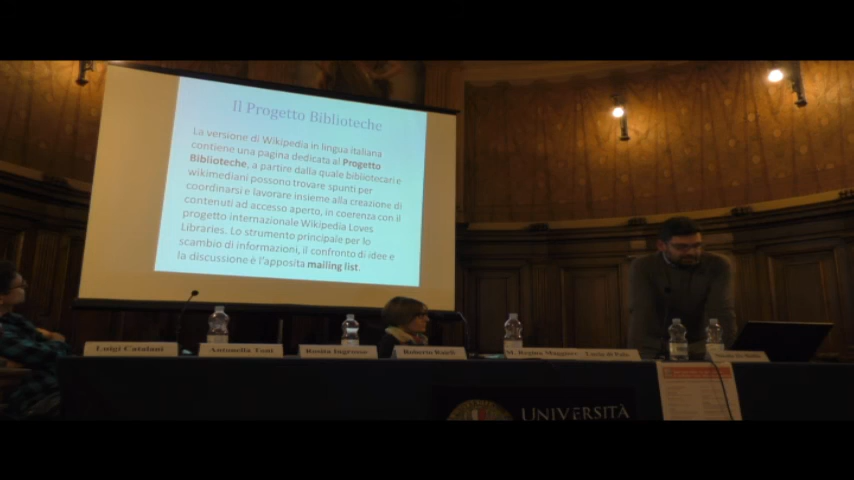 Il Progetto Biblioteche
La versione di Wikipedia in lingua italiana
contiene una pagina dedicata al Progetto
Biblioteche, a partire dalla quale bibliotecari e
wikimediani possono trovare spunti per
coordinarsi e lavorare insieme alla creazione di
contenuti ad accesso aperto, in coerenza con il
progetto internazionale Wikipedia Loves
Libraries. Lo strumento principale per lo
scambio di informazioni, il confronto di idee e
la discussione è l'apposita mailing list.
Luigi Catalani
Antonella
Rosita Ingrosso
Roberto
M. Regina
UNIVERSITÀ